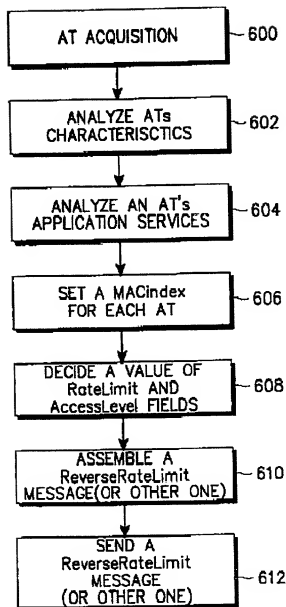 AT ACQUISITION
600
ANALYZE ATs
CHARACTERISCTICS
602
ANALYZE AN AT'S
APPLICATION SERVICES
604
SET A MACindex
FOR EACH AT
606
DECIDE A VALUE OF
RateLimit AND
AccessLevel FIELDS
608
ASSEMBLE A
ReverseRateLimit
MESSAGE(OR OTHER ONE)
610
SEND A
ReverseRateLimit
MESSAGE
(OR OTHER ONE)
612